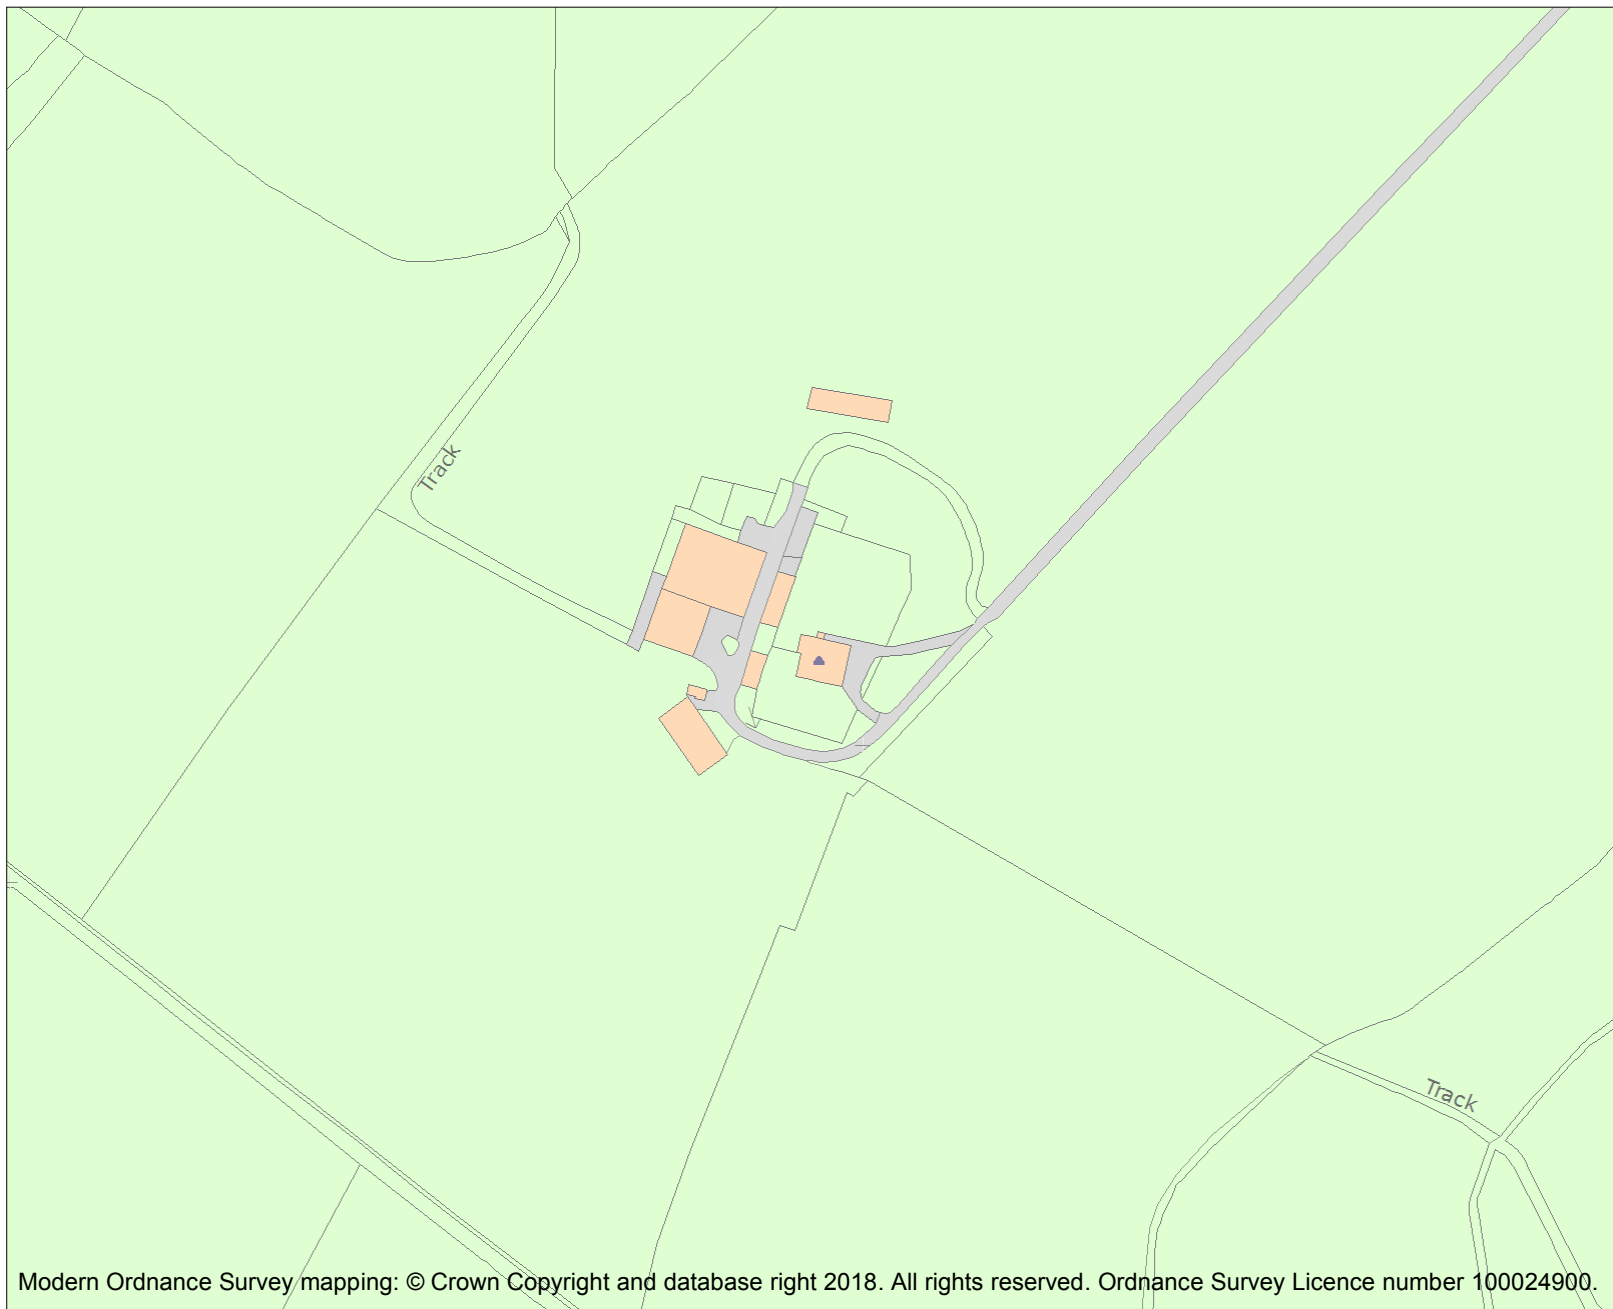 Track
Track
Modern Ordnance Survey mapping: © Crown Copyright and database right 2018. All rights reserved. Ordnance Survey Licence number 100024900.